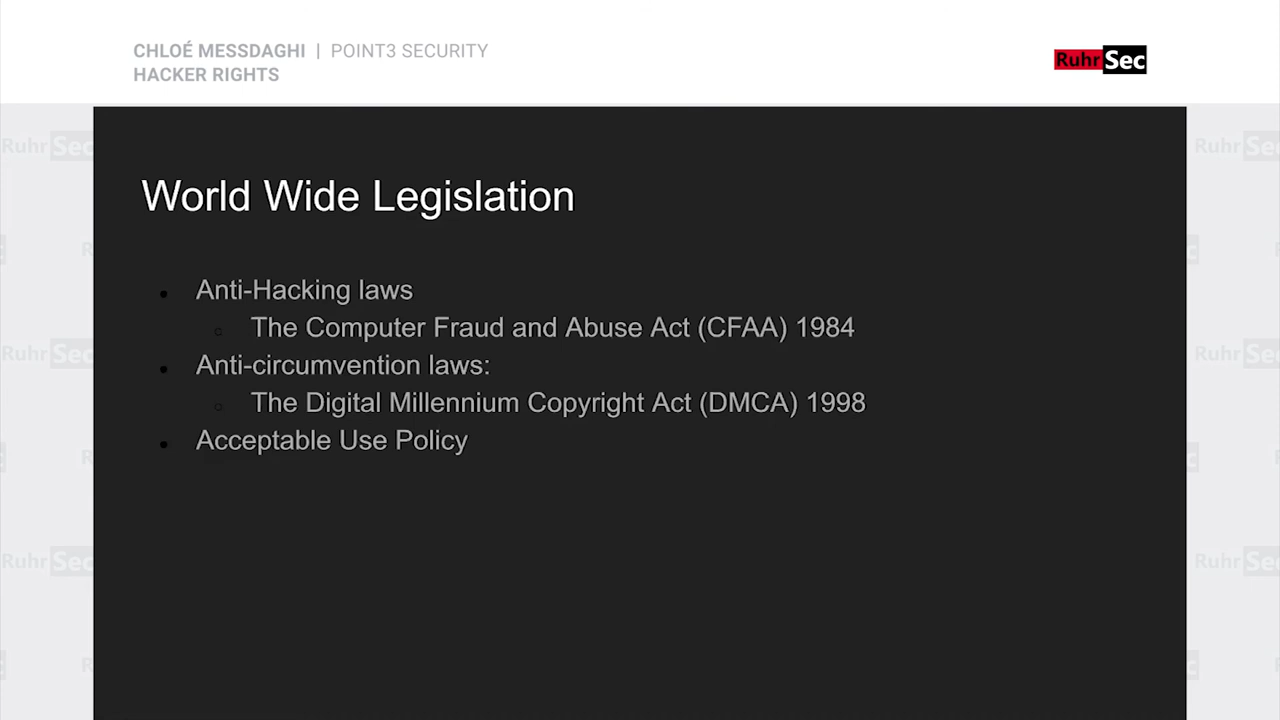 CHLOÉ MESSDAGHI | POINT3 SECURITY
HACKER RIGHTS
RuhrSec
World Wide Legislation
Anti-Hacking laws
The Computer Fraud and Abuse Act (CFAA) 1984
Anti-circumvention laws:
The Digital Millennium Copyright Act (DMCA) 1998
Acceptable Use Policy